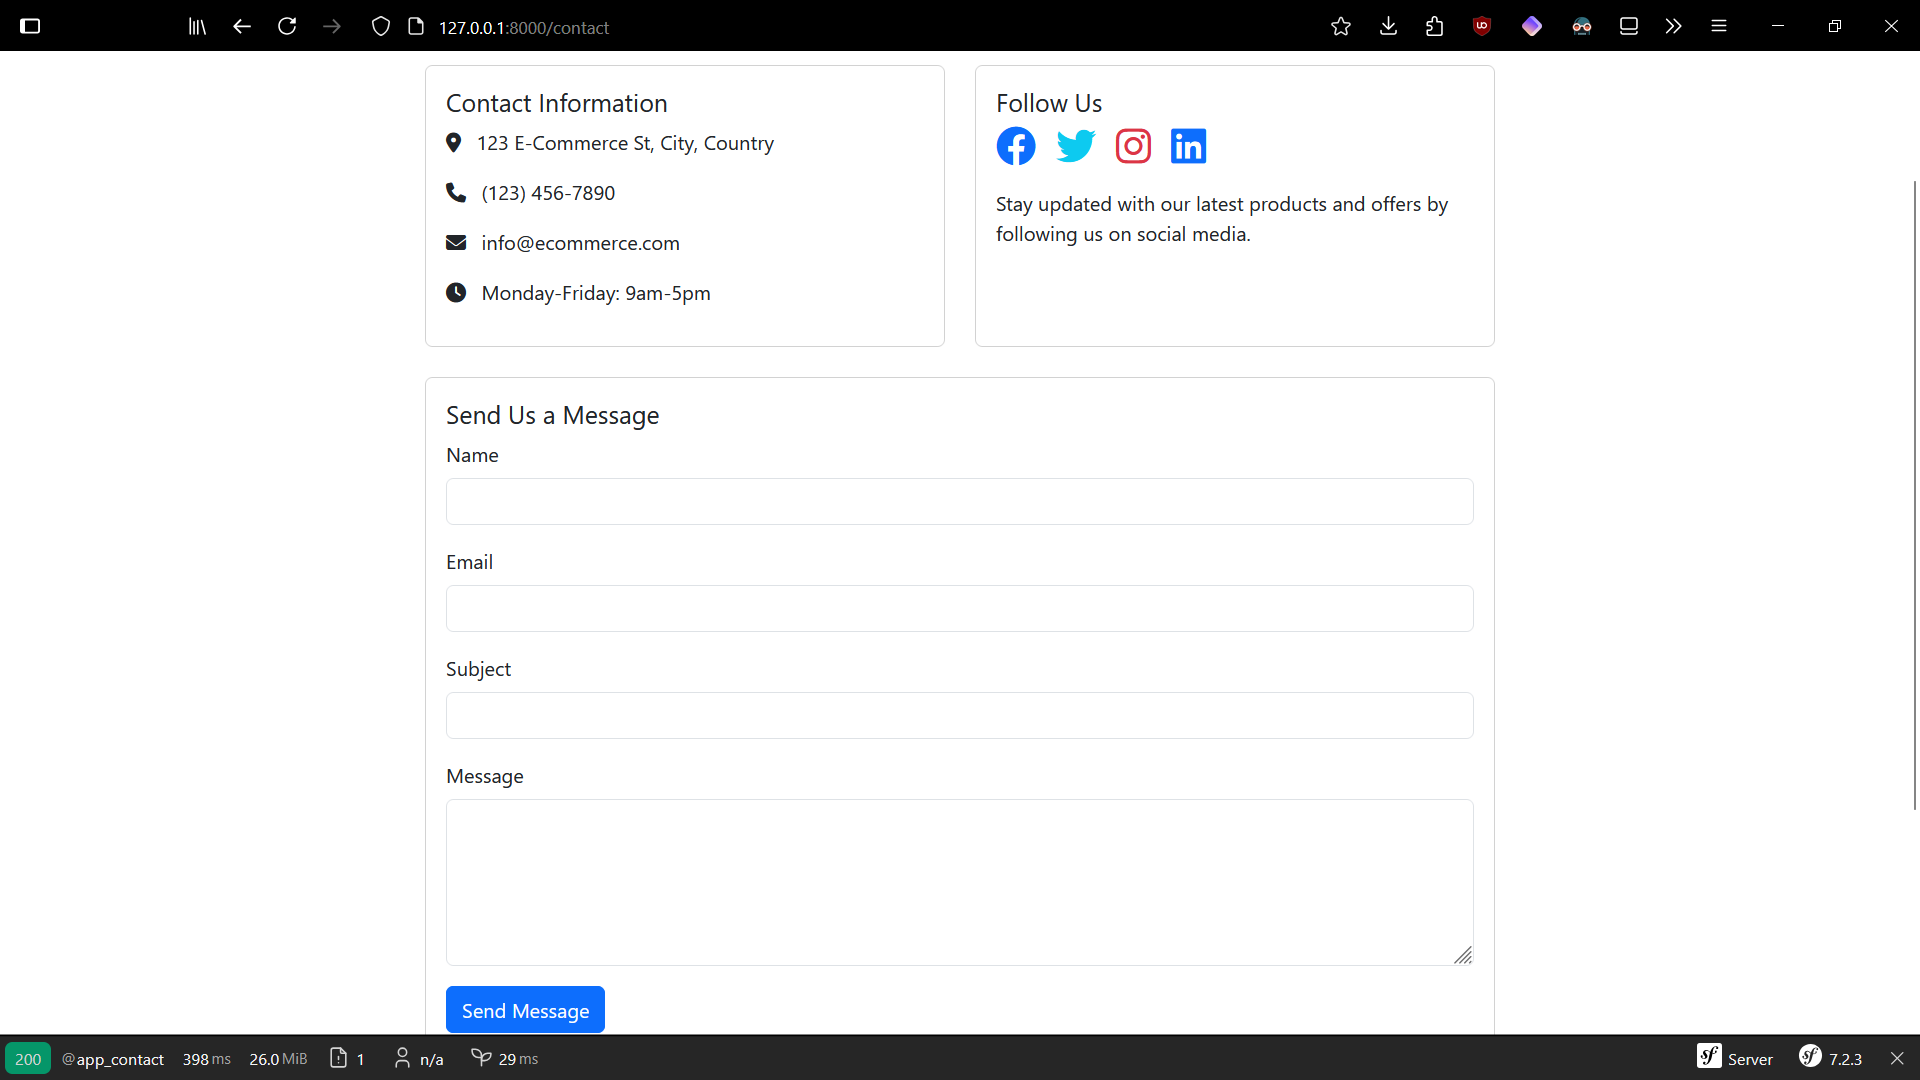 127.0.0.1:8000/contact
Contact Information
123 E-Commerce St, City, Country
(123) 456-7890
info@ecommerce.com
Monday-Friday: 9am-5pm
Follow Us
Stay updated with our latest products and offers by
following us on social media.
Send Us a Message
Name
Email
Subject
Message
Send Message
200 @app_contact 398 ms 26.0 MiB 1 n/a 29 ms Server 7.2.3